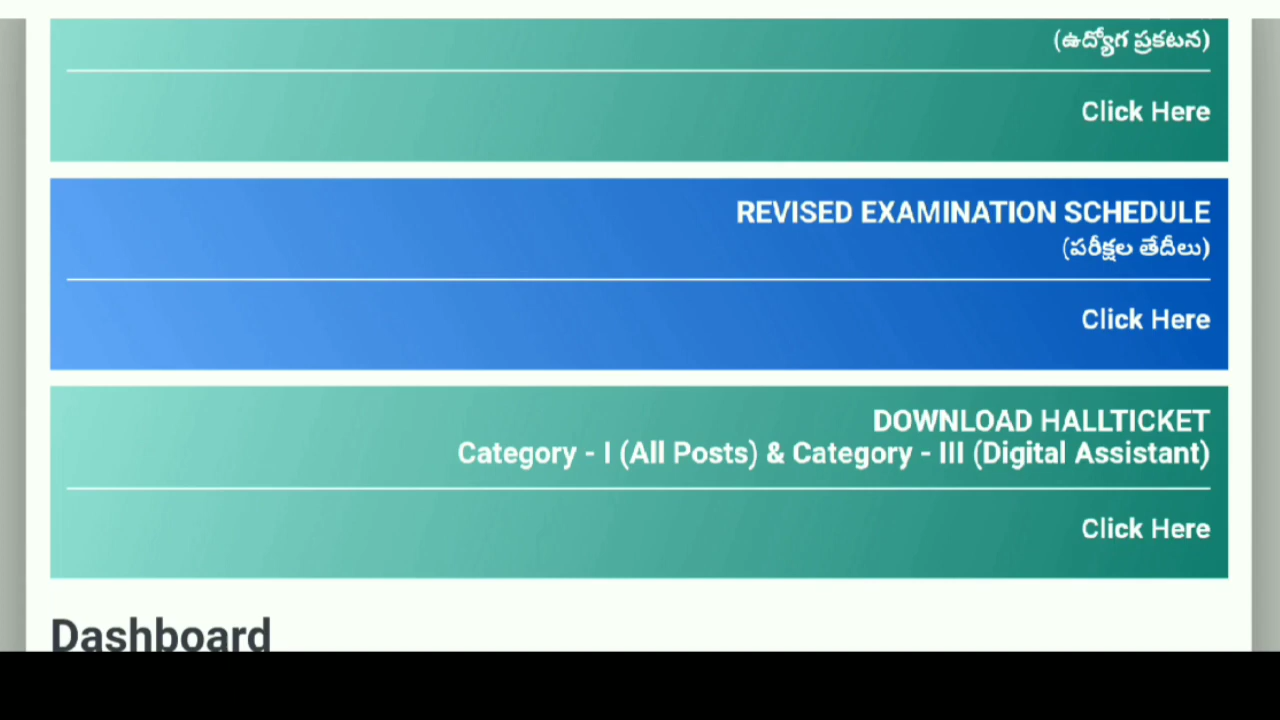 (ఉద్యోగ ప్రకటన)
Click Here
REVISED EXAMINATION SCHEDULE
(పరీక్షల తేదీలు)
Click Here
DOWNLOAD HALLTICKET
Category - I (All Posts) & Category - III (Digital Assistant)
Click Here
Dashboard